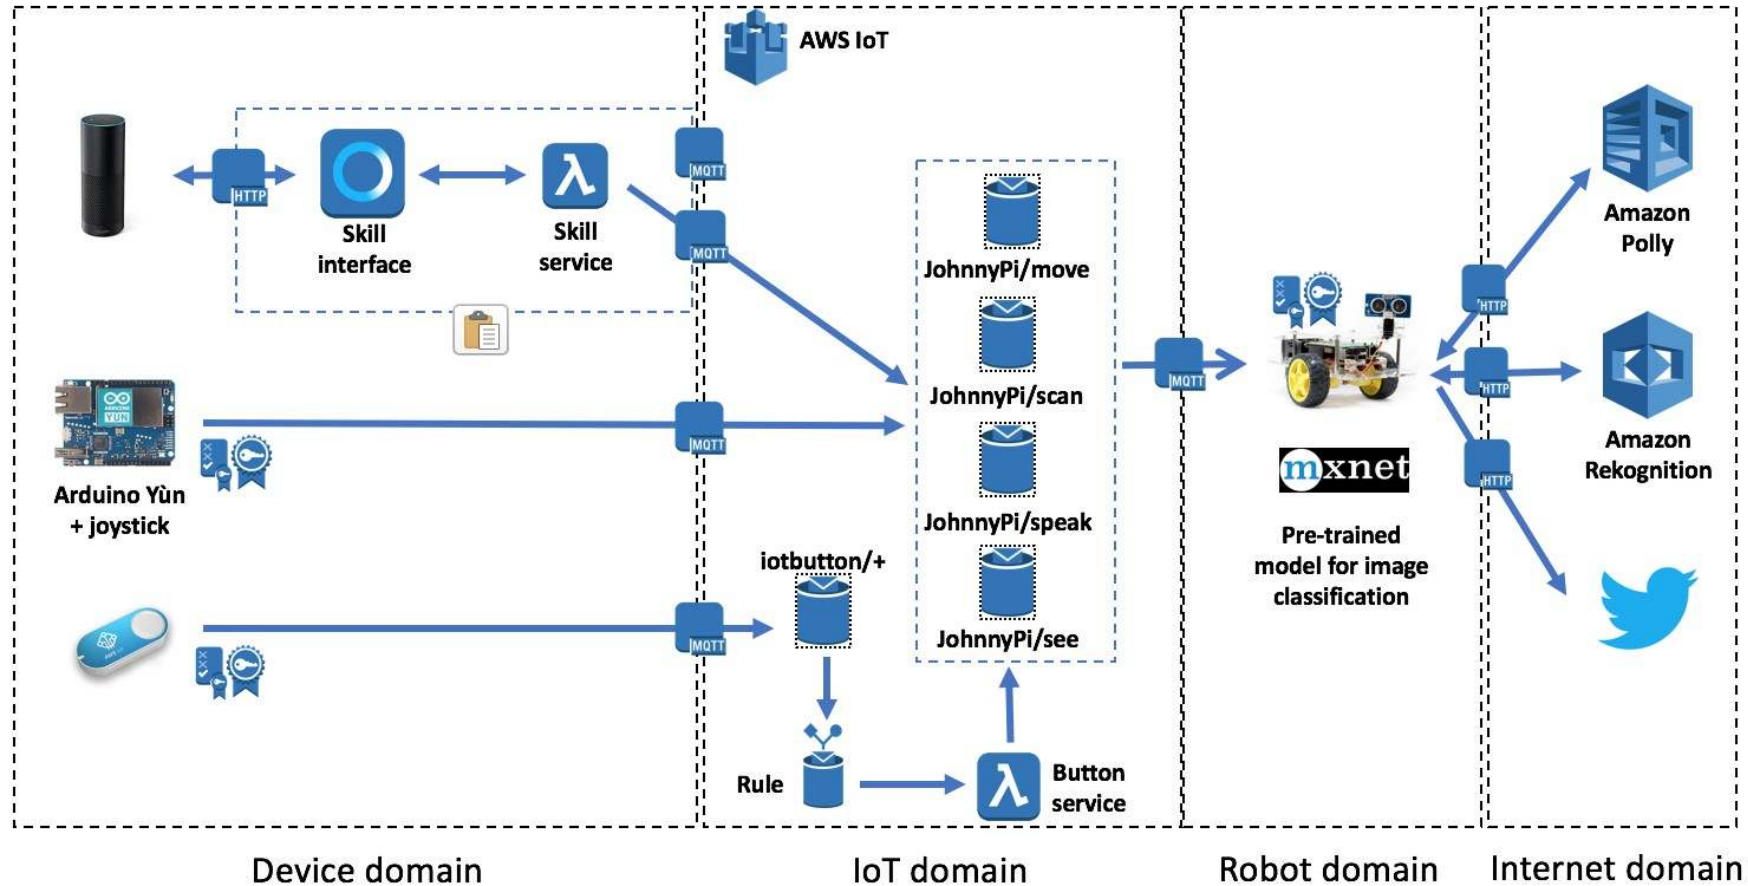 AWS IoT
HTTP
Skill
interface
Skill
service
MQTT
MQTT
ARDUINO
YUN
Arduino Yùn
+ joystick
MQTT
MQTT
JohnnyPi/move
JohnnyPi/scan
JohnnyPi/speak
JohnnyPi/see
iotbutton/+
Rule
Button
service
MQTT
mxnet
Pre-trained
model for image
classification
HTTP
HTTP
HTTP
Amazon
Polly
Amazon
Rekognition
Device domain
IoT domain
Robot domain
Internet domain